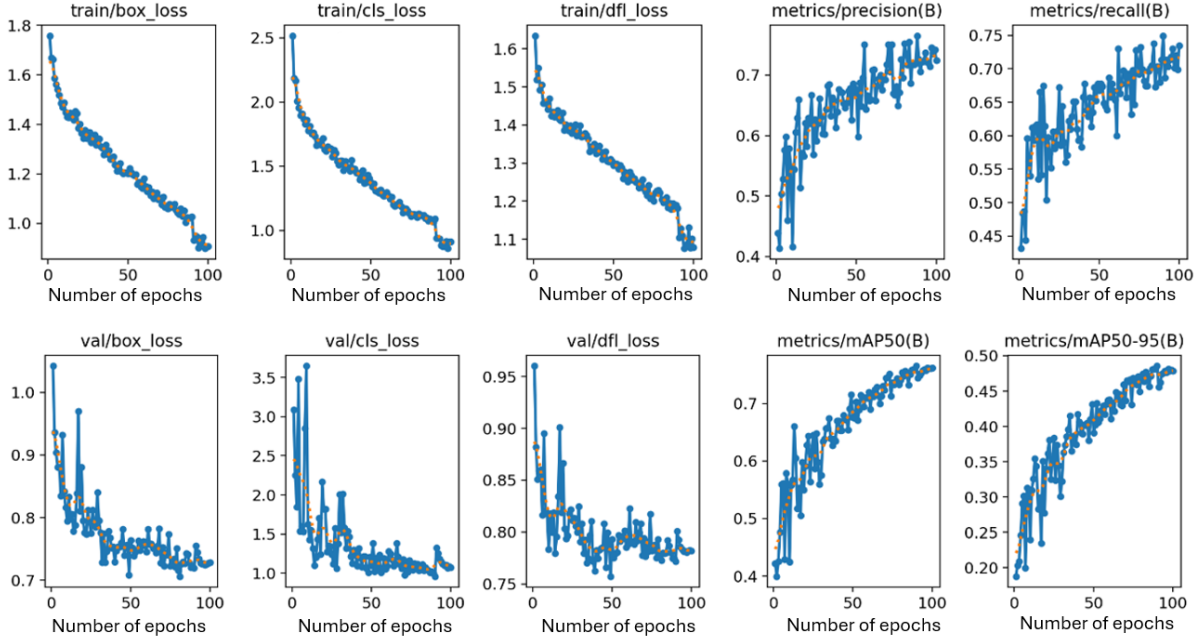 train/box_loss
1.8
1.6
1.4
1.2
1.0
0 50 100
Number of epochs
train/cls_loss
2.5
2.0
1.5
1.0
0 50 100
Number of epochs
train/dfl_loss
1.6
1.5
1.4
1.3
1.2
1.1
0 50 100
Number of epochs
metrics/precision(B)
0.7
0.6
0.5
0.4
0 50 100
Number of epochs
metrics/recall(B)
0.75
0.70
0.65
0.60
0.55
0.50
0.45
0 50 100
Number of epochs
val/box_loss
1.0
0.9
0.8
0.7
0 50 100
Number of epochs
val/cls_loss
3.5
3.0
2.5
2.0
1.5
1.0
0 50 100
Number of epochs
val/dfl_loss
0.95
0.90
0.85
0.80
0.75
0 50 100
Number of epochs
metrics/mAP50(B)
0.7
0.6
0.5
0.4
0 50 100
Number of epochs
metrics/mAP50-95(B)
0.50
0.45
0.40
0.35
0.30
0.25
0.20
0 50 100
Number of epochs